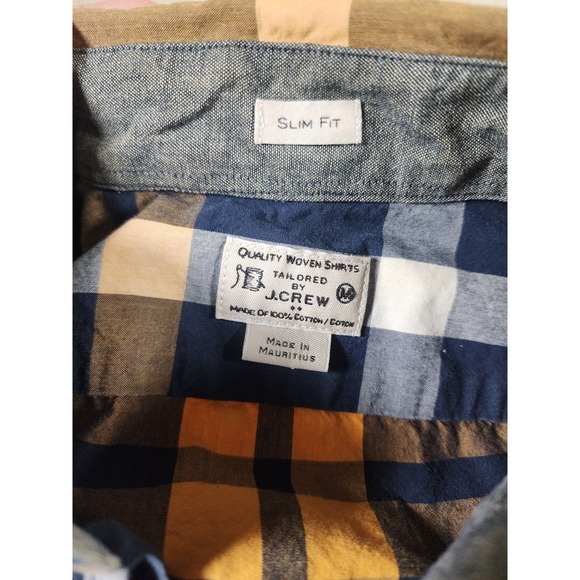 SLIM FIT
QUALITY WOVEN SHIRTS
TAILORED
BY
J.CREW M
MADE OF 100% COTTON / COTON
MADE IN
MAURITIUS